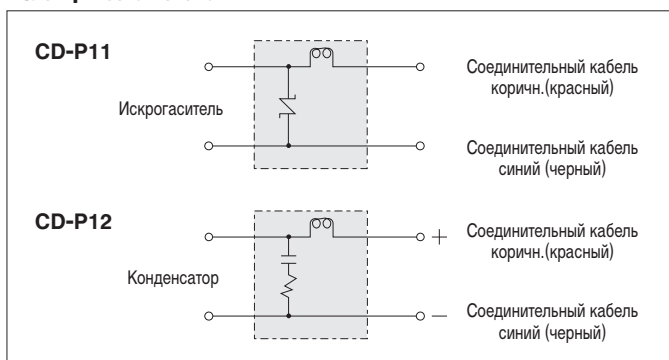 CD-P11
Искрогаситель
Соединительный кабель
коричн.(красный)
Соединительный кабель
синий (черный)
CD-P12
Конденсатор
+
Соединительный кабель
коричн.(красный)
—
Соединительный кабель
синий (черный)